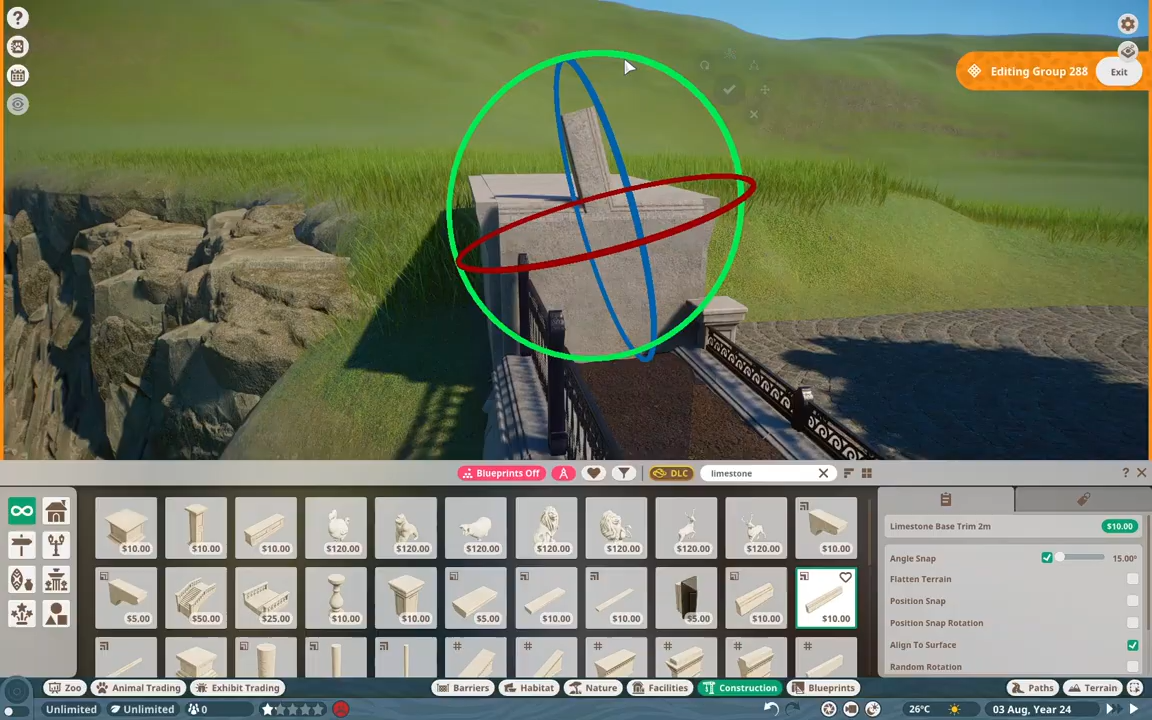 ?
Editing Group 288
Exit
Blueprints Off
DLC
limestone
?
$10.00
$10.00
$10.00
$120.00
$120.00
$120.00
$120.00
$120.00
$120.00
$120.00
$10.00
$5.00
$50.00
$25.00
$10.00
$10.00
$5.00
$10.00
$10.00
$5.00
$10.00
$10.00
Limestone Base Trim 2m
$10.00
Angle Snap
15.00°
Flatten Terrain
Position Snap
Position Snap Rotation
Align To Surface
Random Rotation
Zoo
Animal Trading
Exhibit Trading
Barriers
Habitat
Nature
Facilities
Construction
Blueprints
Paths
Terrain
Unlimited
Unlimited
0
26°C
03 Aug, Year 24